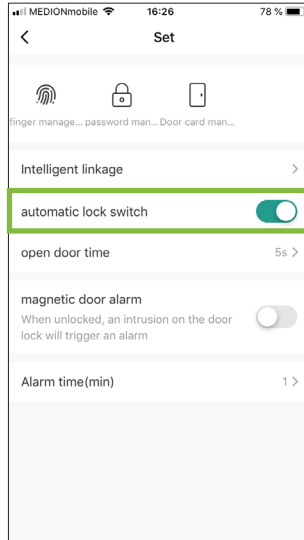 MEDIONmobile 16:26 78 %
Set
finger manage... password man... Door card man...
Intelligent linkage
automatic lock switch
open door time 5s
magnetic door alarm
When unlocked, an intrusion on the door
lock will trigger an alarm
Alarm time(min) 1